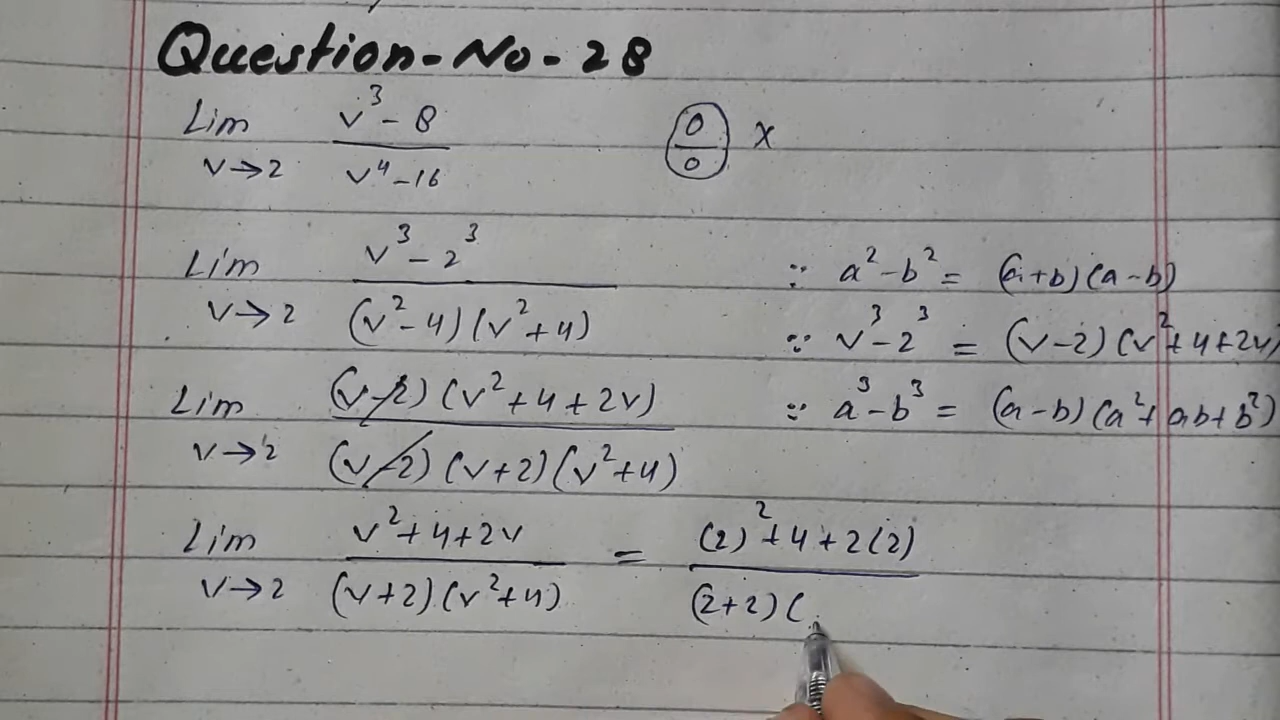 Question-No-28
Lim v→2 (v³-8)/(v⁴-16) 0/0 x
Lim v→2 (v³-2³)/((v²-4)(v²+4)) ∵ a²-b² = (a+b)(a-b)
∵ v³-2³ = (v-2)(v²+4+2v)
Lim v→2 ((v-2)(v²+4+2v))/((v-2)(v+2)(v²+4)) ∵ a³-b³ = (a-b)(a²+ab+b²)
Lim v→2 (v²+4+2v)/((v+2)(v²+4)) = ((2)²+4+2(2))/((2+2)(